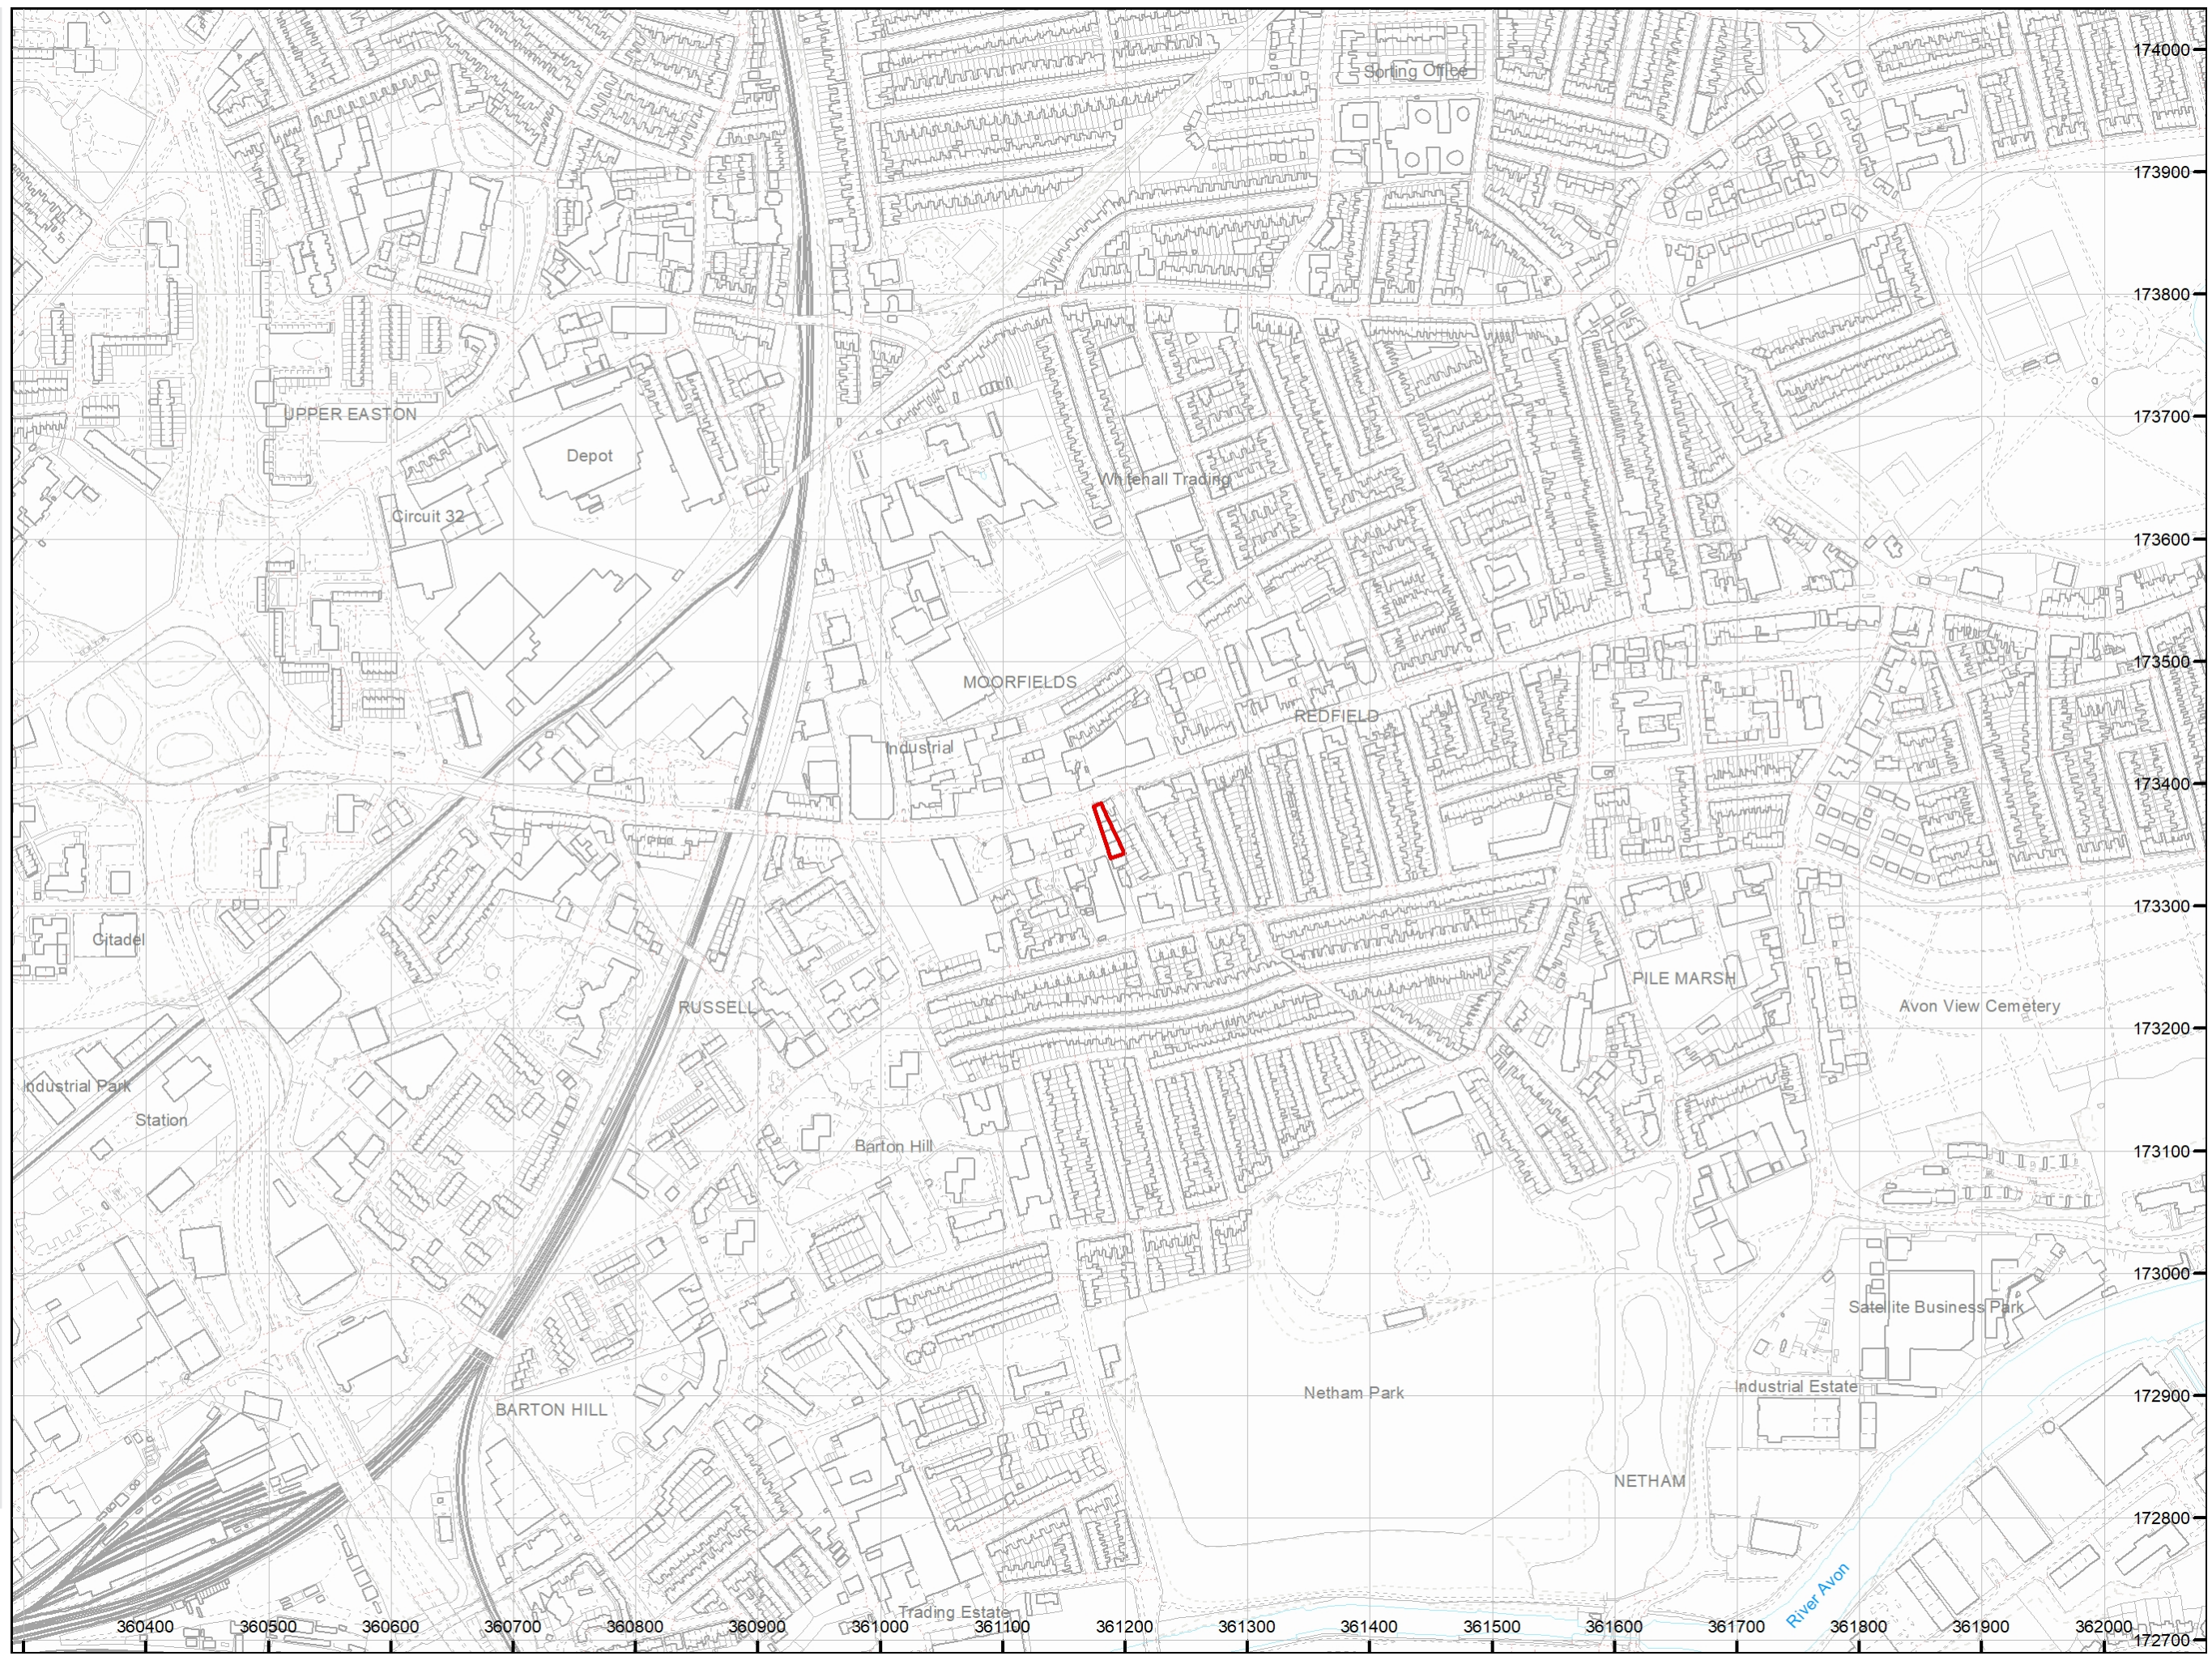 174000
Sorting Office
173900
173800
UPPER EASTON
173700
Depot
Whitehall Trading
Circuit 32
173600
173500
MOORFIELDS
REDFIELD
Industrial
173400
173300
Citadel
PILE MARSH
RUSSELL
Avon View Cemetery
173200
Industrial Park
Station
Barton Hill
173100
173000
Satellite Business Park
Industrial Estate
Netham Park
172900
BARTON HILL
NETHAM
172800
River Avon
Trading Estate
360400 360500 360600 360700 360800 360900 361000 361100 361200 361300 361400 361500 361600 361700 361800 361900 362000
172700